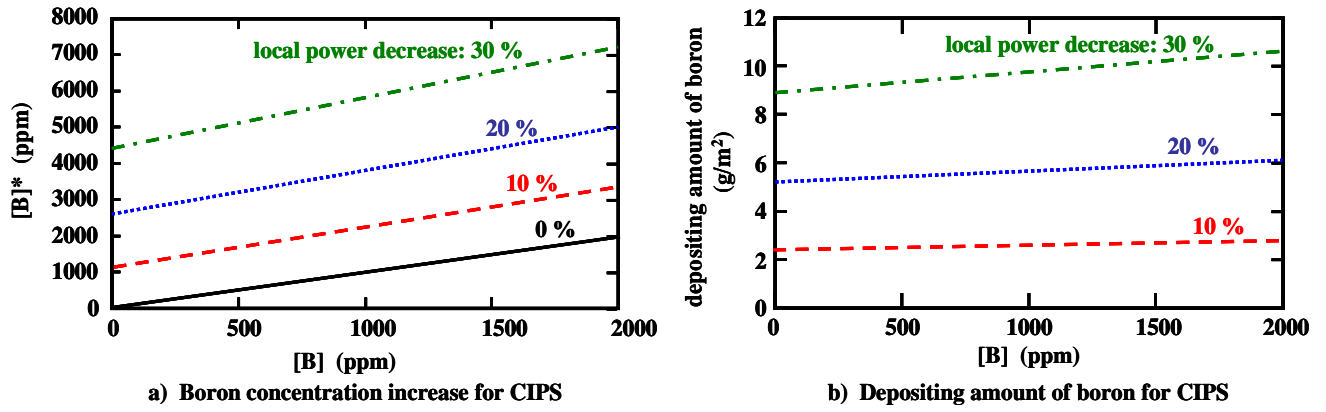 8000
7000
6000
5000
4000
3000
2000
1000
0
[B]* (ppm)
local power decrease: 30 %
20 %
10 %
0 %
0 500 1000 1500 2000
[B] (ppm)
a) Boron concentration increase for CIPS
12
10
8
6
4
2
0
depositing amount of boron
(g/m²)
local power decrease: 30 %
20 %
10 %
0 500 1000 1500 2000
[B] (ppm)
b) Depositing amount of boron for CIPS